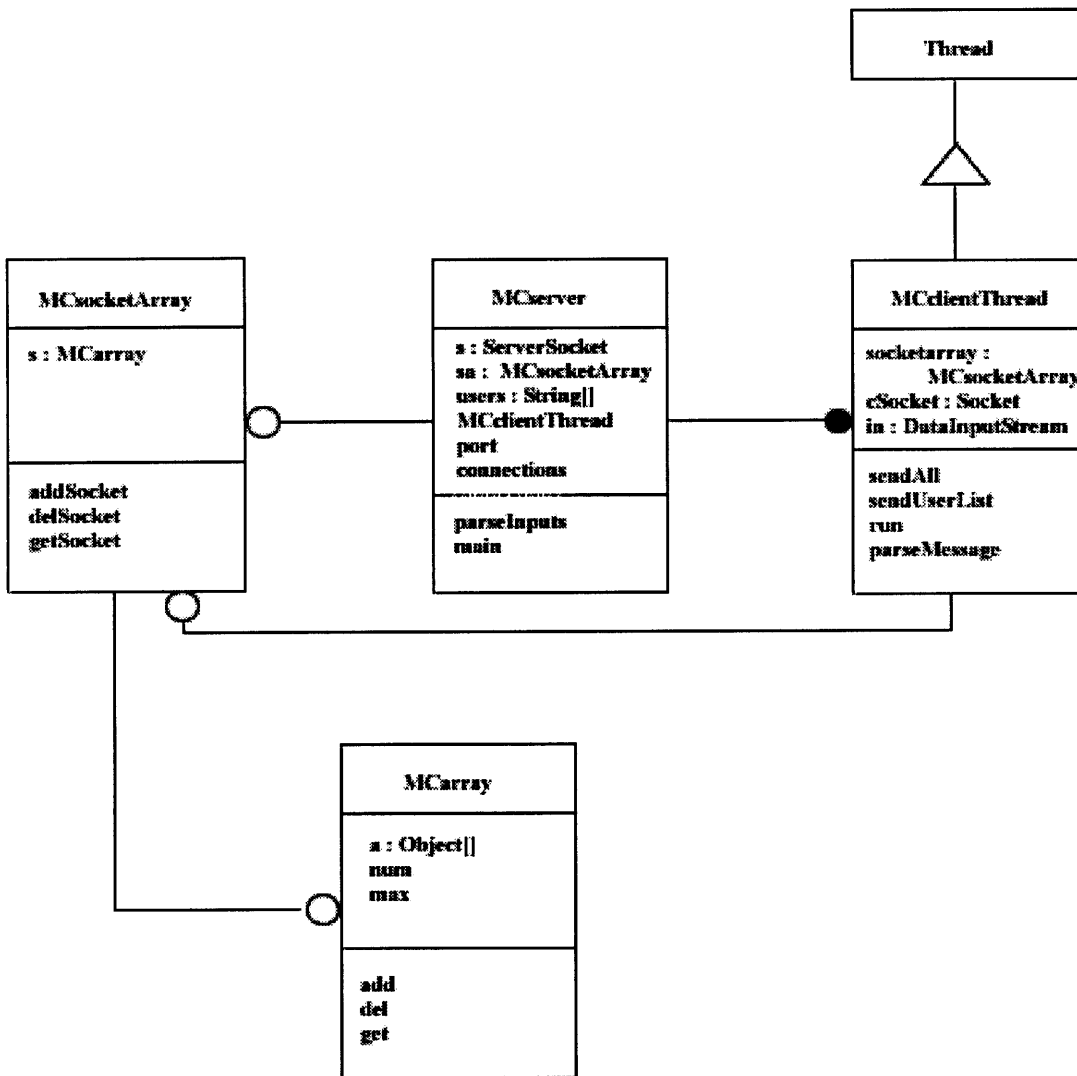 Thread
MCsocketArray
s : MCarray
addSocket
delSocket
getSocket
MCserver
s : ServerSocket
sa : MCsocketArray
users : String[]
MCclientThread
port
connections
parseInputs
main
MCclientThread
socketarray :
MCsocketArray
cSocket : Socket
in : DataInputStream
sendAll
sendUserList
run
parseMessage
MCarray
a : Object[]
num
max
add
del
get